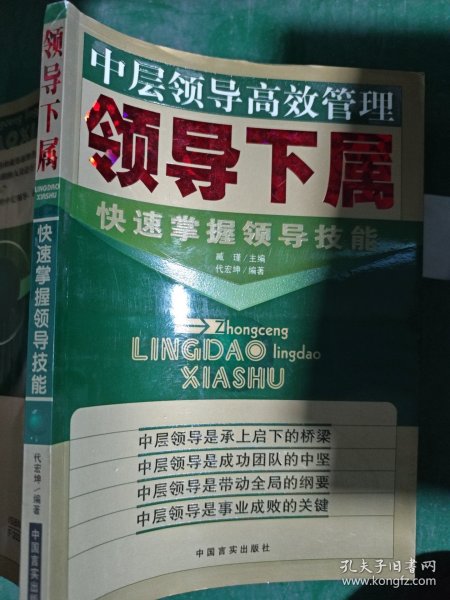 中层领导高效管理
领导下属
快速掌握领导技能
臧 瑾/主编
代宏坤/编著
Zhongceng
LINGDAO lingdao
XIASHU
中层领导是承上启下的桥梁
中层领导是成功团队的中坚
中层领导是带动全局的纲要
中层领导是事业成败的关键
中国言实出版社
领导下属
LINGDAO
XIASHU
快速掌握领导技能
代宏坤/编著
中国言实出版社
孔夫子旧书网
www.kongfz.com